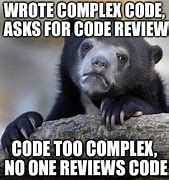 WROTE COMPLEX CODE,
ASKS FOR CODE REVIEW
CODE TOO COMPLEX,
NO ONE REVIEWS CODE